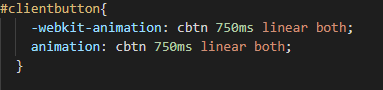 #clientbutton{
-webkit-animation: cbtn 750ms linear both;
animation: cbtn 750ms linear both;
}